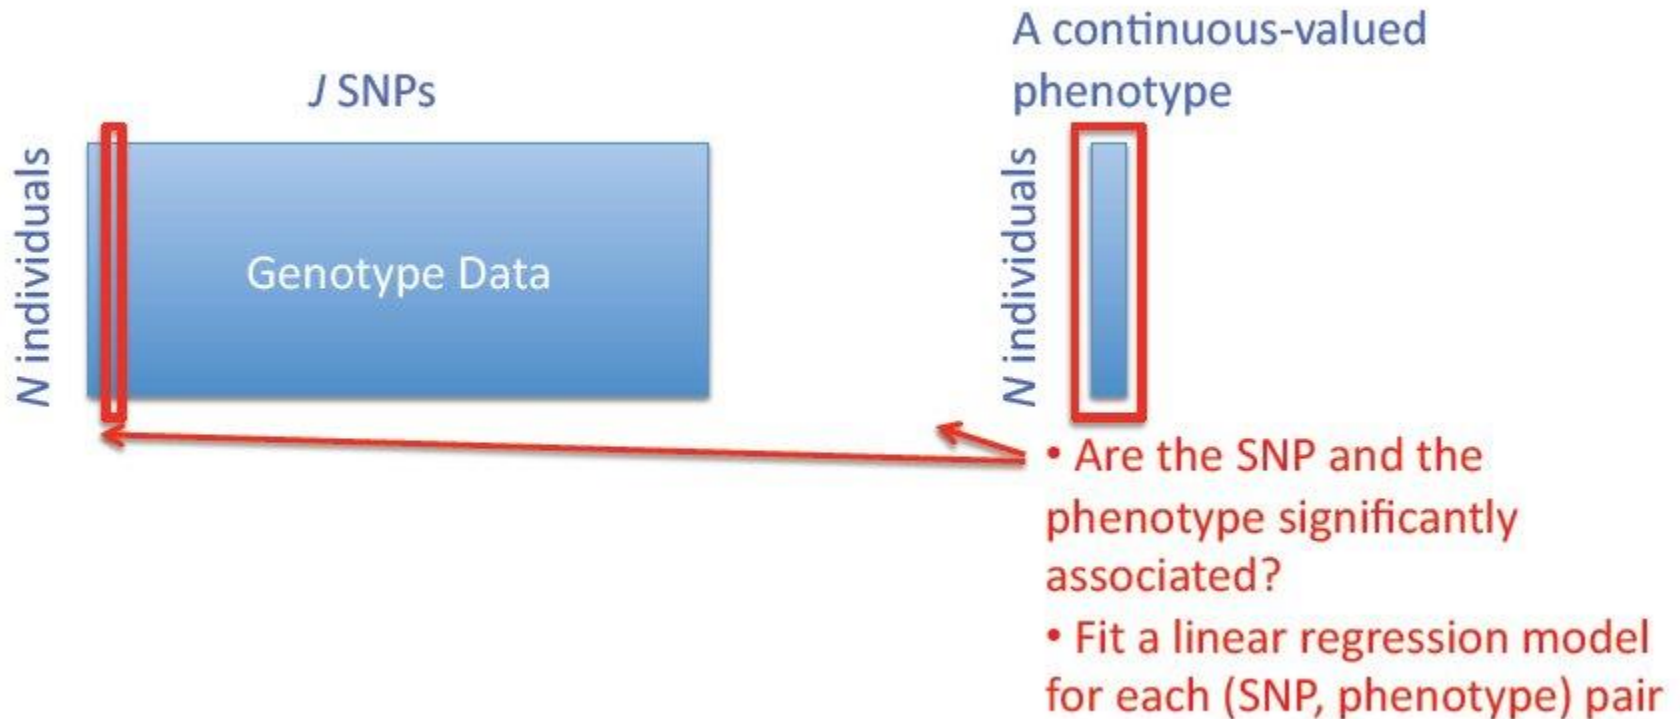 J SNPs
A continuous-valued
phenotype
N individuals
Genotype Data
N individuals
• Are the SNP and the
phenotype significantly
associated?
• Fit a linear regression model
for each (SNP, phenotype) pair